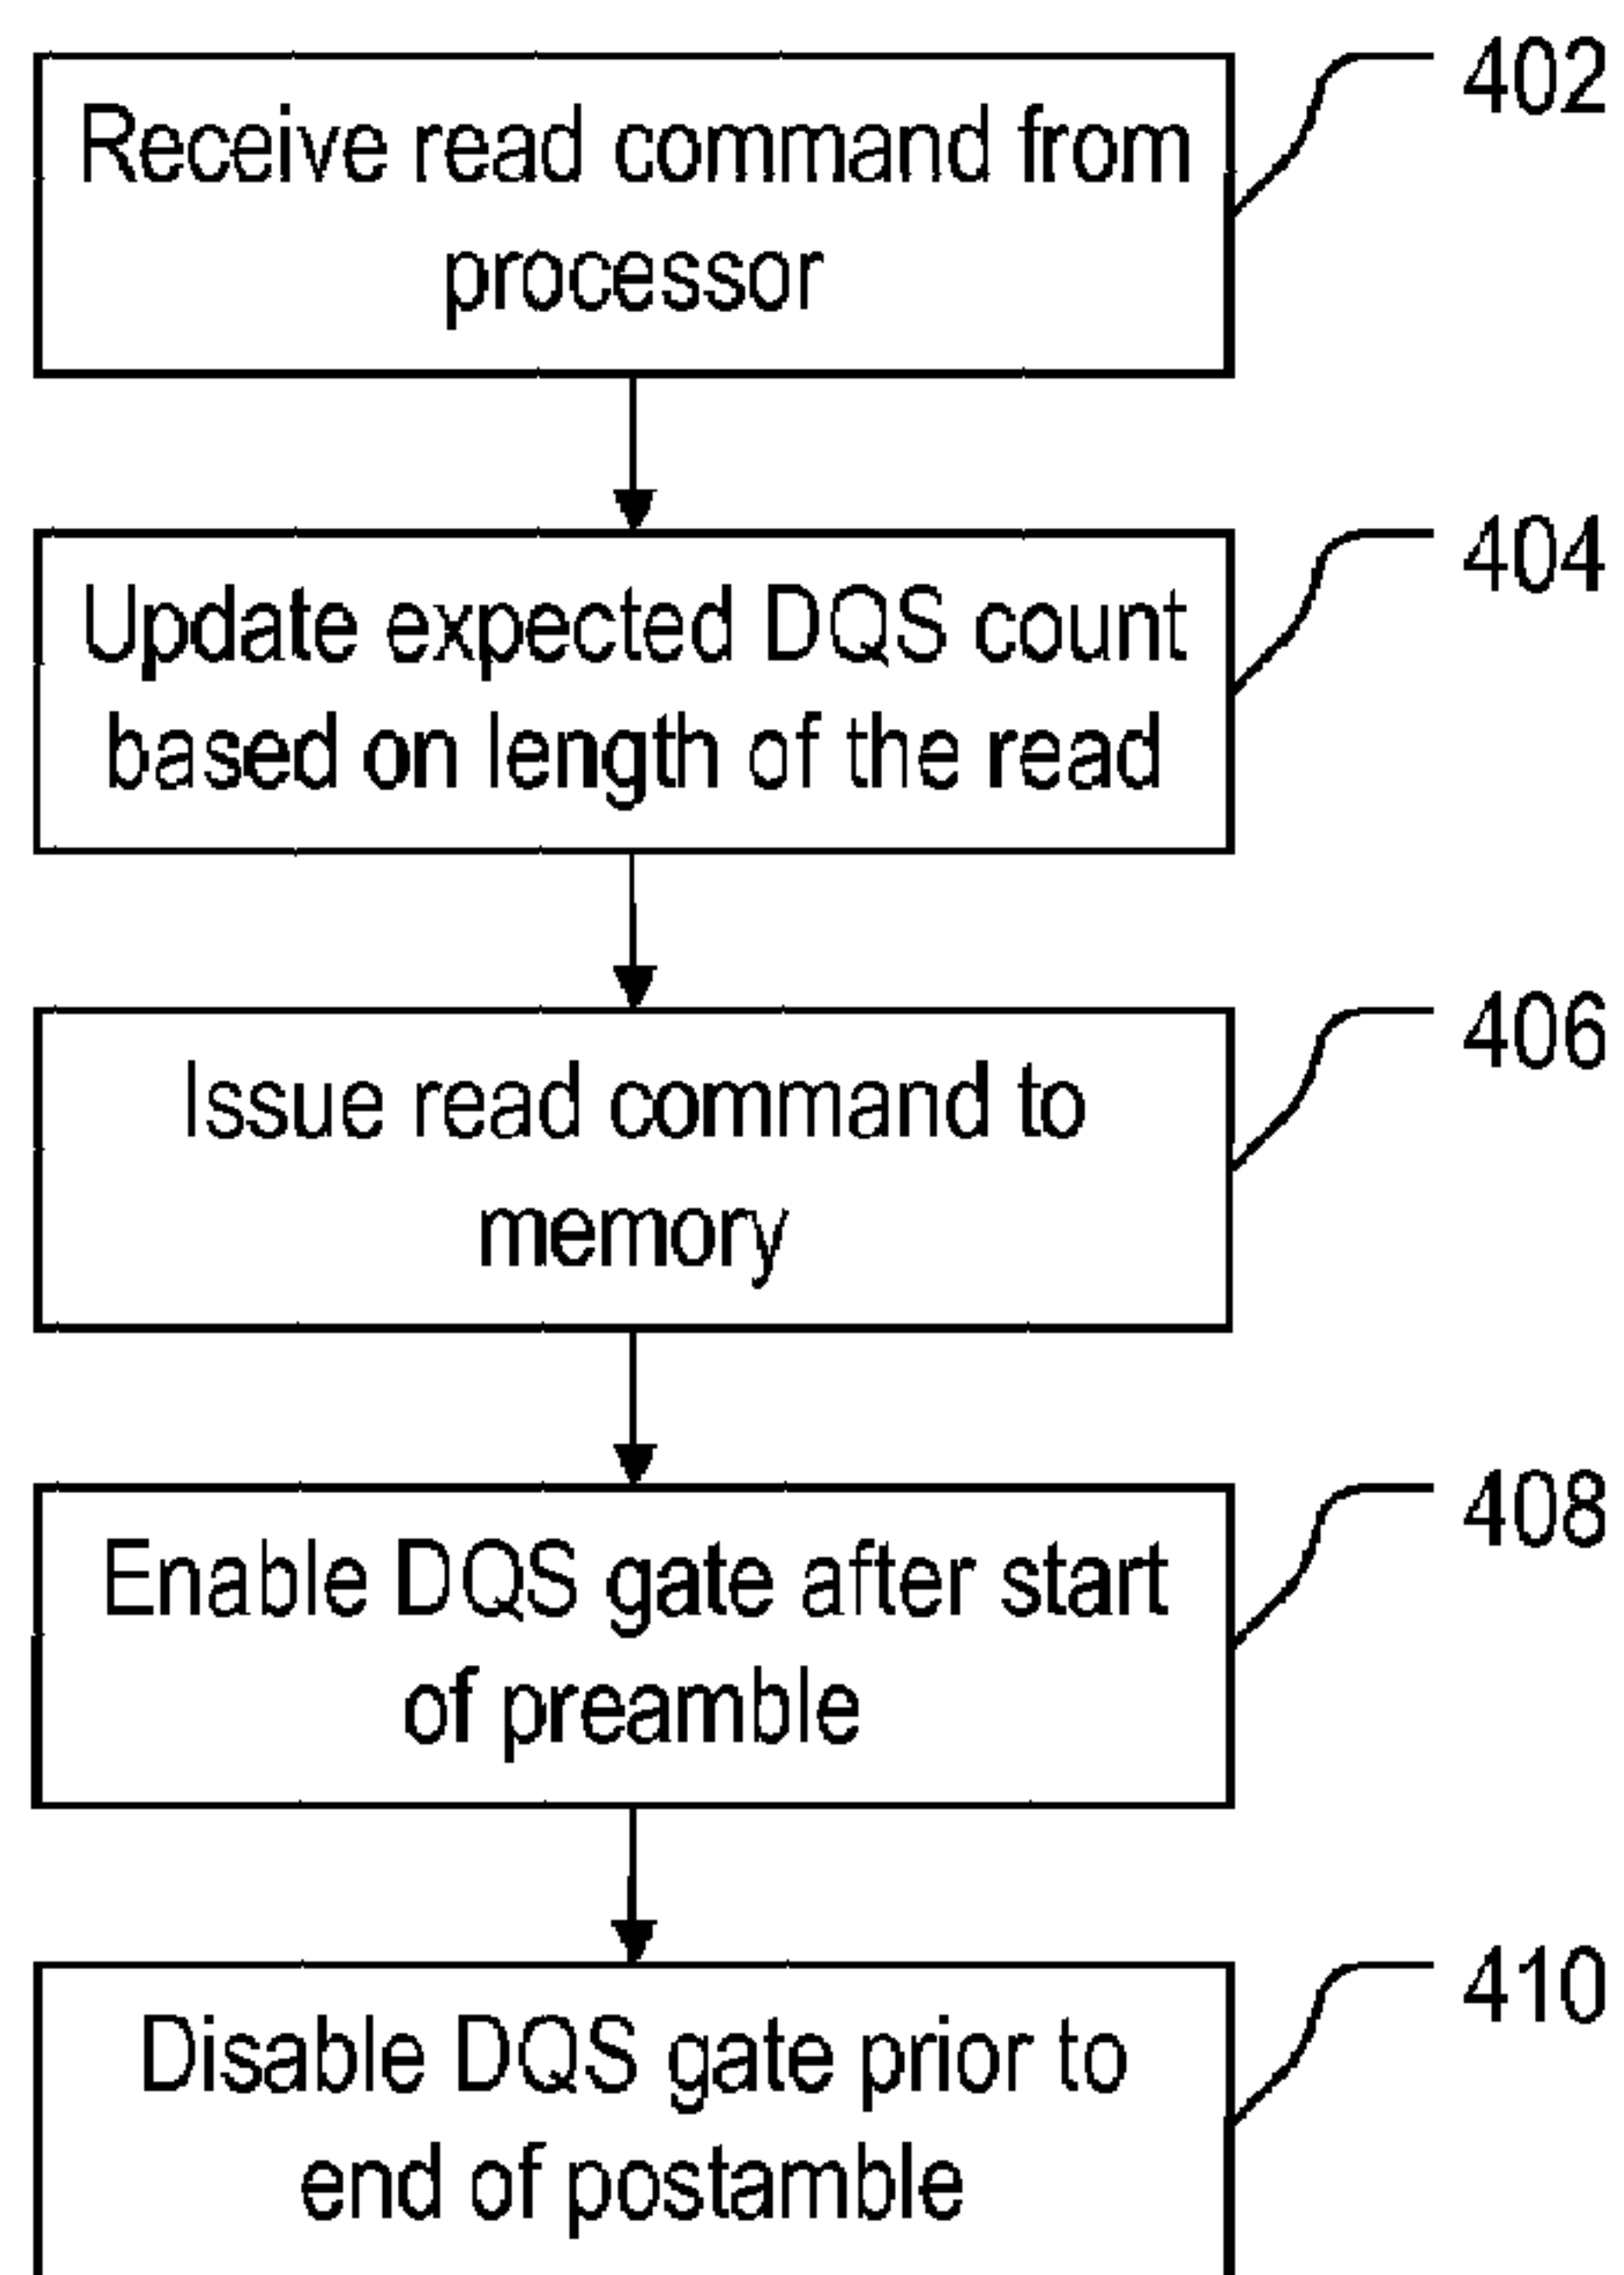 402
Receive read command from
processor
404
Update expected DQS count
based on length of the read
406
Issue read command to
memory
408
Enable DQS gate after start
of preamble
410
Disable DQS gate prior to
end of postamble